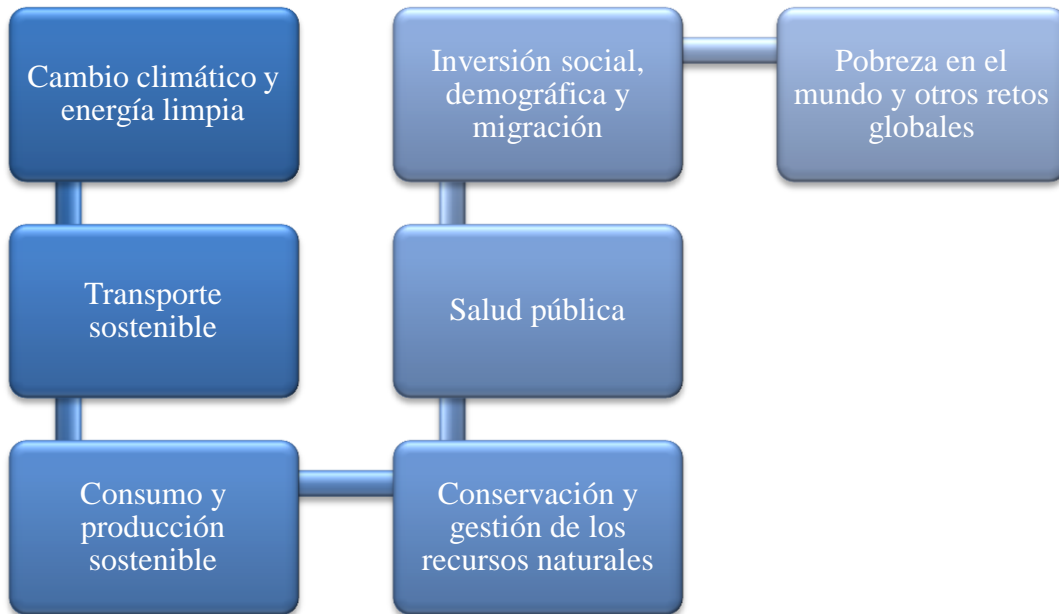 Cambio climático y
energía limpia
Transporte
sostenible
Consumo y
producción
sostenible
Conservación y
gestión de los
recursos naturales
Salud pública
Inversión social,
demográfica y
migración
Pobreza en el
mundo y otros retos
globales